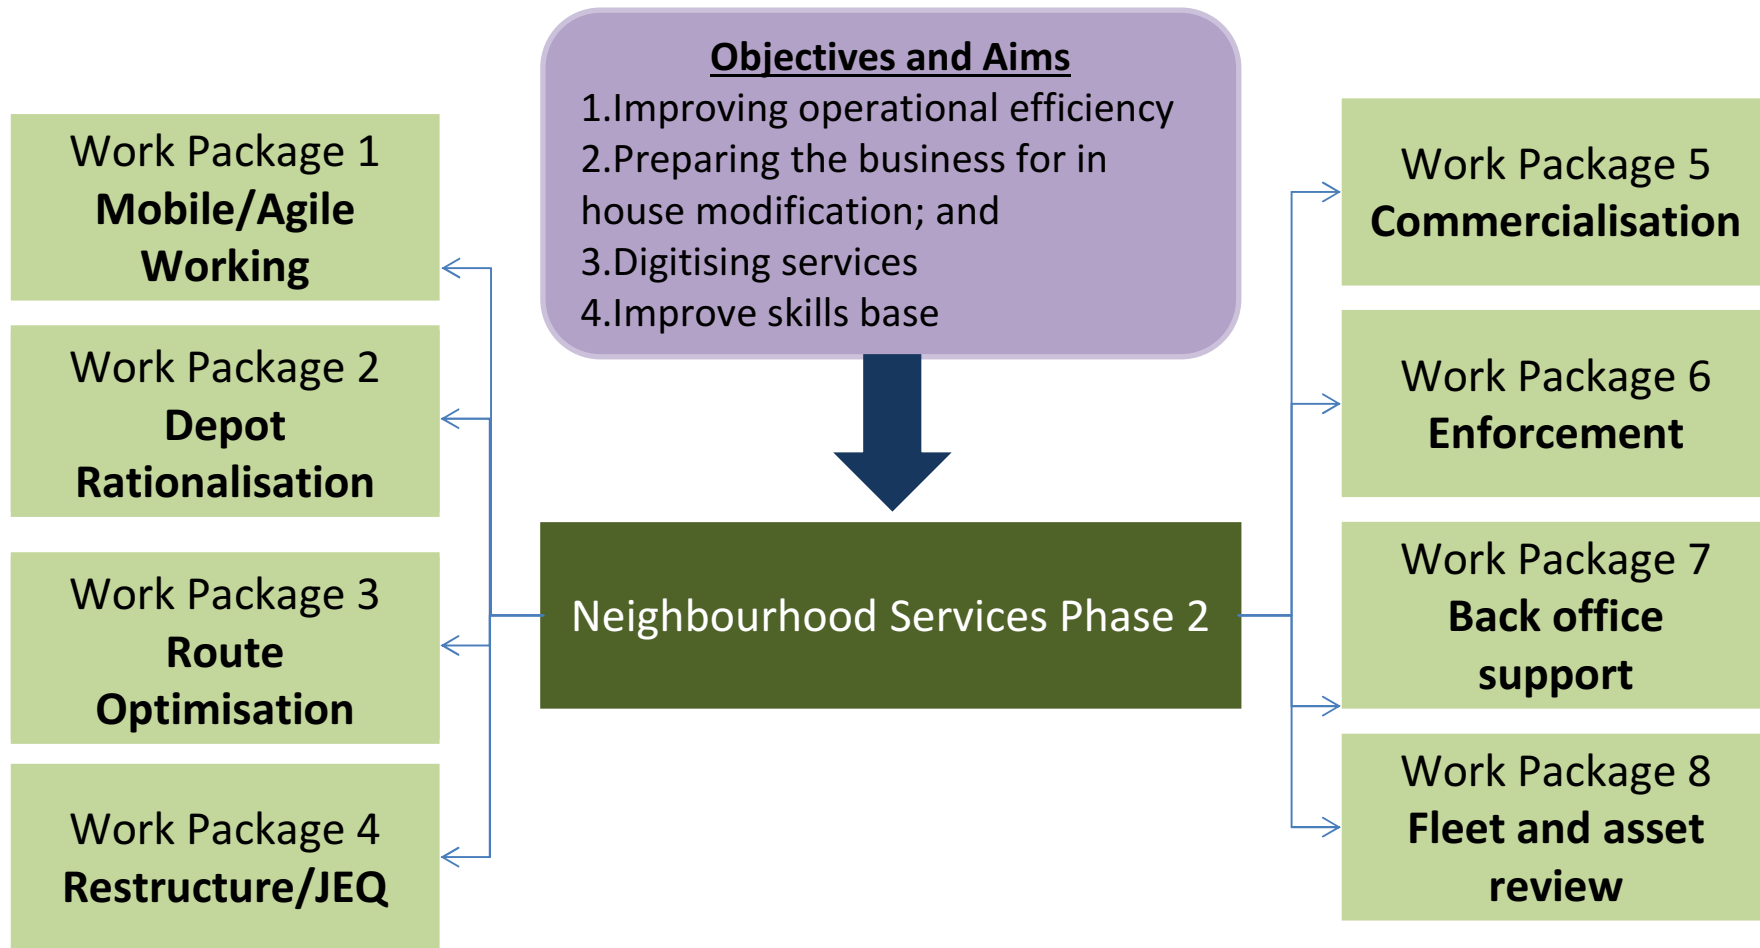 Objectives and Aims
1.Improving operational efficiency
2.Preparing the business for in
house modification; and
3.Digitising services
4.Improve skills base
Work Package 1
Mobile/Agile
Working
Work Package 2
Depot
Rationalisation
Work Package 3
Route
Optimisation
Work Package 4
Restructure/JEQ
Neighbourhood Services Phase 2
Work Package 5
Commercialisation
Work Package 6
Enforcement
Work Package 7
Back office
support
Work Package 8
Fleet and asset
review